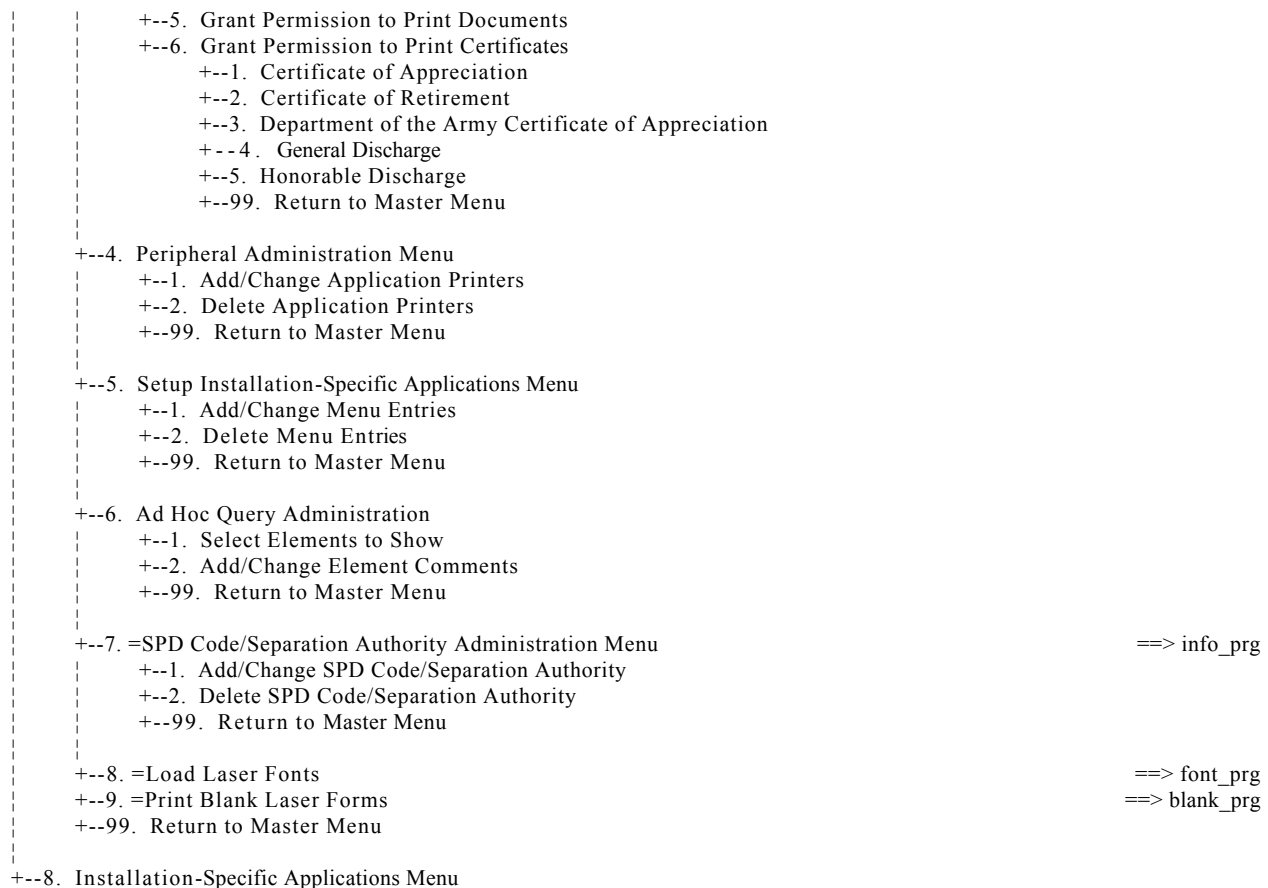 ¦ ¦ +--5. Grant Permission to Print Documents
¦ ¦ +--6. Grant Permission to Print Certificates
¦ ¦ +--1. Certificate of Appreciation
¦ ¦ +--2. Certificate of Retirement
¦ ¦ +--3. Department of the Army Certificate of Appreciation
¦ ¦ +--4. General Discharge
¦ ¦ +--5. Honorable Discharge
¦ ¦ +--99. Return to Master Menu
¦ ¦
¦ +--4. Peripheral Administration Menu
¦ ¦ +--1. Add/Change Application Printers
¦ ¦ +--2. Delete Application Printers
¦ ¦ +--99. Return to Master Menu
¦ ¦
¦ +--5. Setup Installation-Specific Applications Menu
¦ ¦ +--1. Add/Change Menu Entries
¦ ¦ +--2. Delete Menu Entries
¦ ¦ +--99. Return to Master Menu
¦ ¦
¦ +--6. Ad Hoc Query Administration
¦ ¦ +--1. Select Elements to Show
¦ ¦ +--2. Add/Change Element Comments
¦ ¦ +--99. Return to Master Menu
¦ ¦
¦ +--7. =SPD Code/Separation Authority Administration Menu ==> info_prg
¦ ¦ +--1. Add/Change SPD Code/Separation Authority
¦ ¦ +--2. Delete SPD Code/Separation Authority
¦ ¦ +--99. Return to Master Menu
¦ ¦
¦ +--8. =Load Laser Fonts ==> font_prg
¦ +--9. =Print Blank Laser Forms ==> blank_prg
¦ +--99. Return to Master Menu
¦
+--8. Installation-Specific Applications Menu